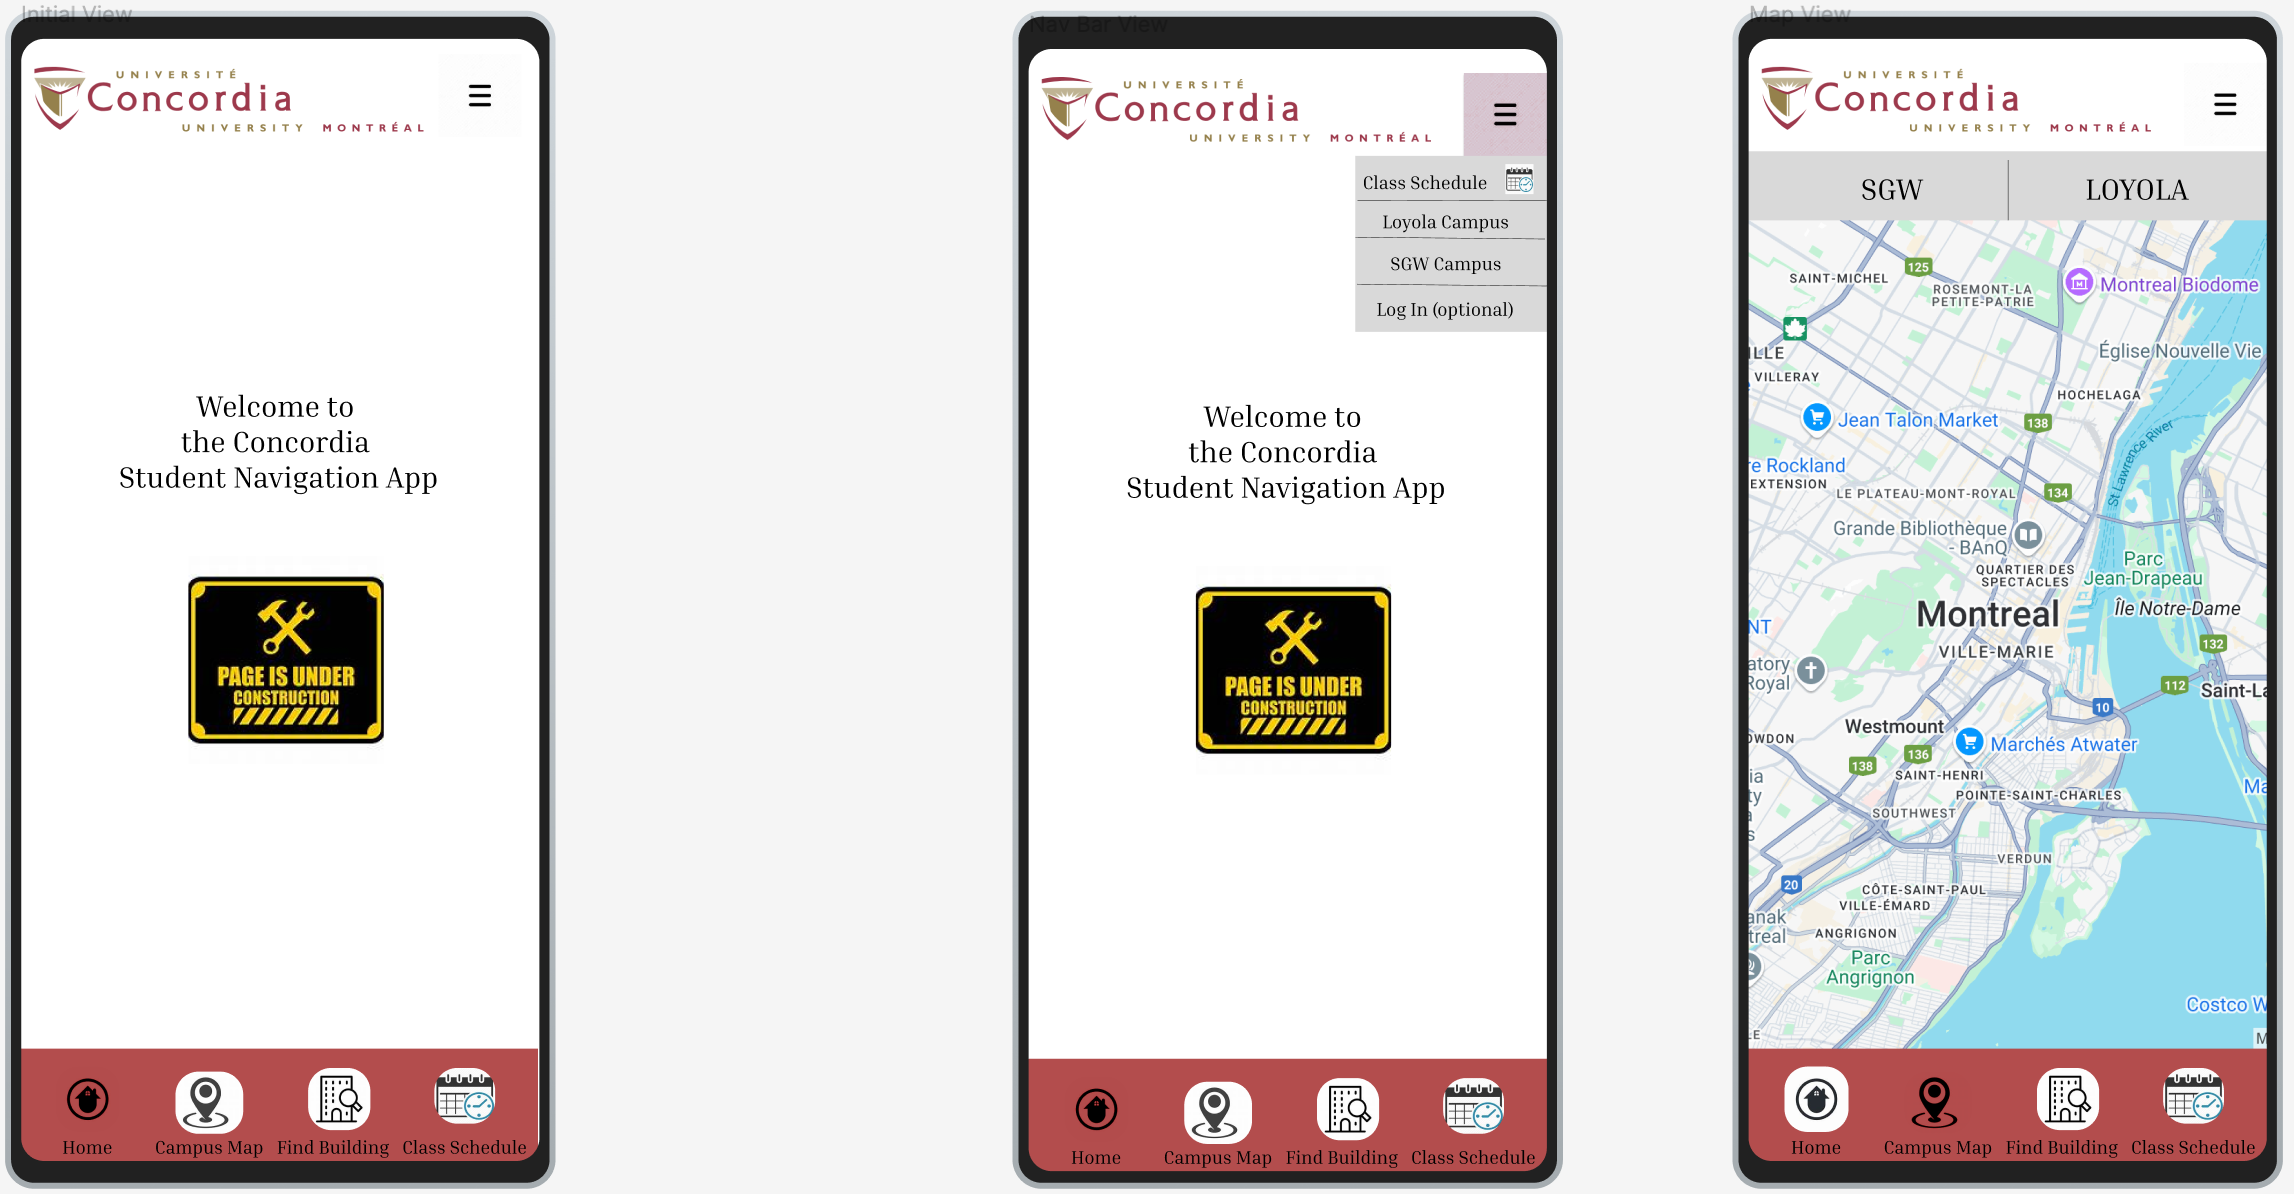 Initial View
UNIVERSITÉ
Concordia
UNIVERSITY MONTRÉAL
Welcome to
the Concordia
Student Navigation App
PAGE IS UNDER
CONSTRUCTION
Home Campus Map Find Building Class Schedule
Nav Bar View
UNIVERSITÉ
Concordia
UNIVERSITY MONTRÉAL
Class Schedule
Loyola Campus
SGW Campus
Log In (optional)
Welcome to
the Concordia
Student Navigation App
PAGE IS UNDER
CONSTRUCTION
Home Campus Map Find Building Class Schedule
Map View
UNIVERSITÉ
Concordia
UNIVERSITY MONTRÉAL
SGW LOYOLA
125
SAINT-MICHEL
Montreal Biodome
ROSEMONT-LA
PETITE-PATRIE
ILLE
Église Nouvelle Vie
VILLERAY
HOCHELAGA
Jean Talon Market
138
St Lawrence River
re Rockland
EXTENSION
LE PLATEAU-MONT-ROYAL
134
Grande Bibliothèque
- BAnQ
Parc
Jean-Drapeau
QUARTIER DES
SPECTACLES
Montreal
Île Notre-Dame
NT
132
VILLE-MARIE
atory
Royal
112
Saint-La
10
Westmount
OWDON
Marchés Atwater
136
138
SAINT-HENRI
ia
ty
Ma
POINTE-SAINT-CHARLES
SOUTHWEST
s
VERDUN
20
CÔTE-SAINT-PAUL
VILLE-ÉMARD
anak
treal
ANGRIGNON
Parc
Angrignon
Costco W
LE
M
Home Campus Map Find Building Class Schedule